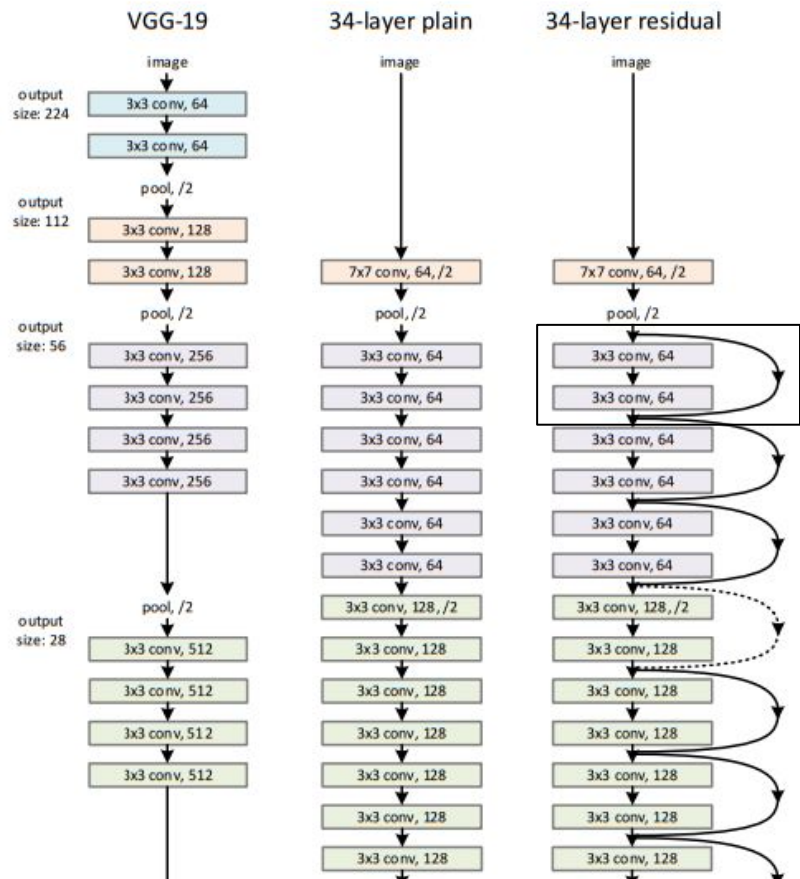 VGG-19
34-layer plain
34-layer residual
image
image
image
output
size: 224
3x3 conv, 64
3x3 conv, 64
pool, /2
output
size: 112
3x3 conv, 128
3x3 conv, 128
7x7 conv, 64, /2
7x7 conv, 64, /2
pool, /2
pool, /2
pool, /2
output
size: 56
3x3 conv, 256
3x3 conv, 64
3x3 conv, 64
3x3 conv, 256
3x3 conv, 64
3x3 conv, 64
3x3 conv, 256
3x3 conv, 64
3x3 conv, 64
3x3 conv, 256
3x3 conv, 64
3x3 conv, 64
3x3 conv, 64
3x3 conv, 64
3x3 conv, 64
3x3 conv, 64
pool, /2
3x3 conv, 128, /2
3x3 conv, 128, /2
output
size: 28
3x3 conv, 512
3x3 conv, 128
3x3 conv, 128
3x3 conv, 512
3x3 conv, 128
3x3 conv, 128
3x3 conv, 512
3x3 conv, 128
3x3 conv, 128
3x3 conv, 512
3x3 conv, 128
3x3 conv, 128
3x3 conv, 128
3x3 conv, 128
3x3 conv, 128
3x3 conv, 128